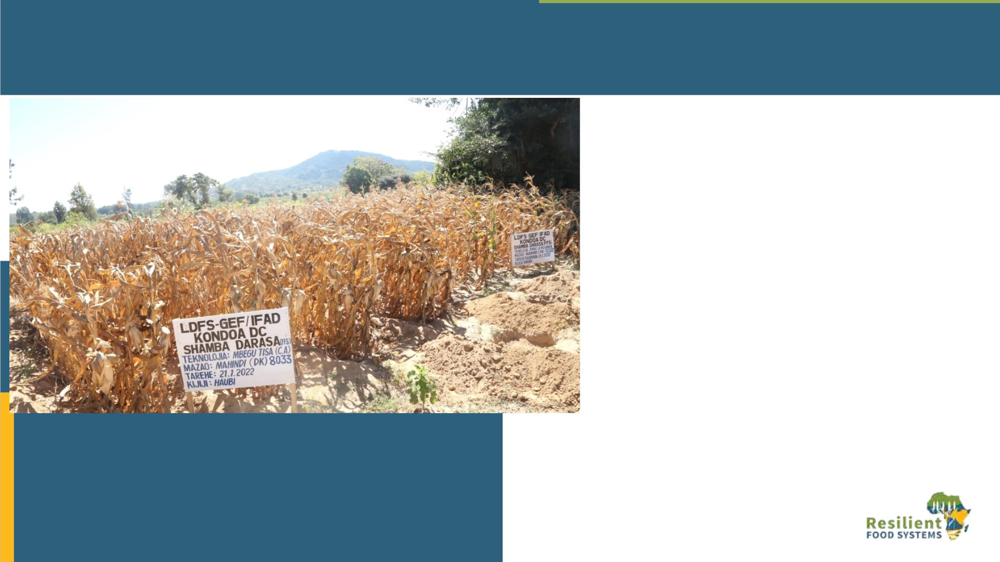 LDFS-GEF/IFAD
KONDOA DC
SHAMBA DARASA(FFS)
TEKNOLOJIA: MBEGU TISA (C.A)
MAZAO: MAHINDI (DK) 8033
TAREHE: 21.1.2022
KIJIJI: HAUBI
LDFS GEF IFAD
KONDOA DC
SHAMBA DARASA(FFS)
TEKNOLOJIA
MAZAO: MAHINDI (DK) 8033
21.1.2022
KIJIJI HAUBI
Resilient
FOOD SYSTEMS